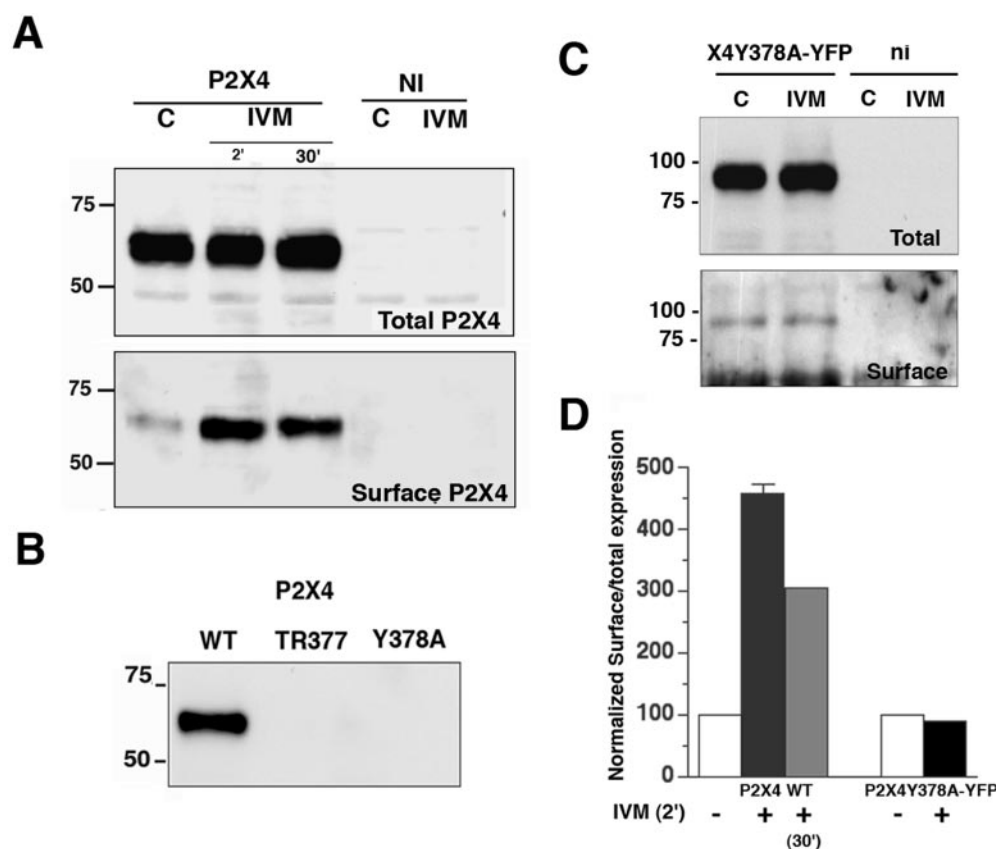 A
P2X4 NI
C IVM C IVM
2' 30'
75
50
Total P2X4
75
50
Surface P2X4
B
P2X4
WT TR377 Y378A
75
50
C
X4Y378A-YFP ni
C IVM C IVM
100
75
Total
100
75
Surface
D
Normalized Surface/total expression
500
400
300
200
100
0
P2X4 WT P2X4Y378A-YFP
IVM (2') - + + - +
(30')